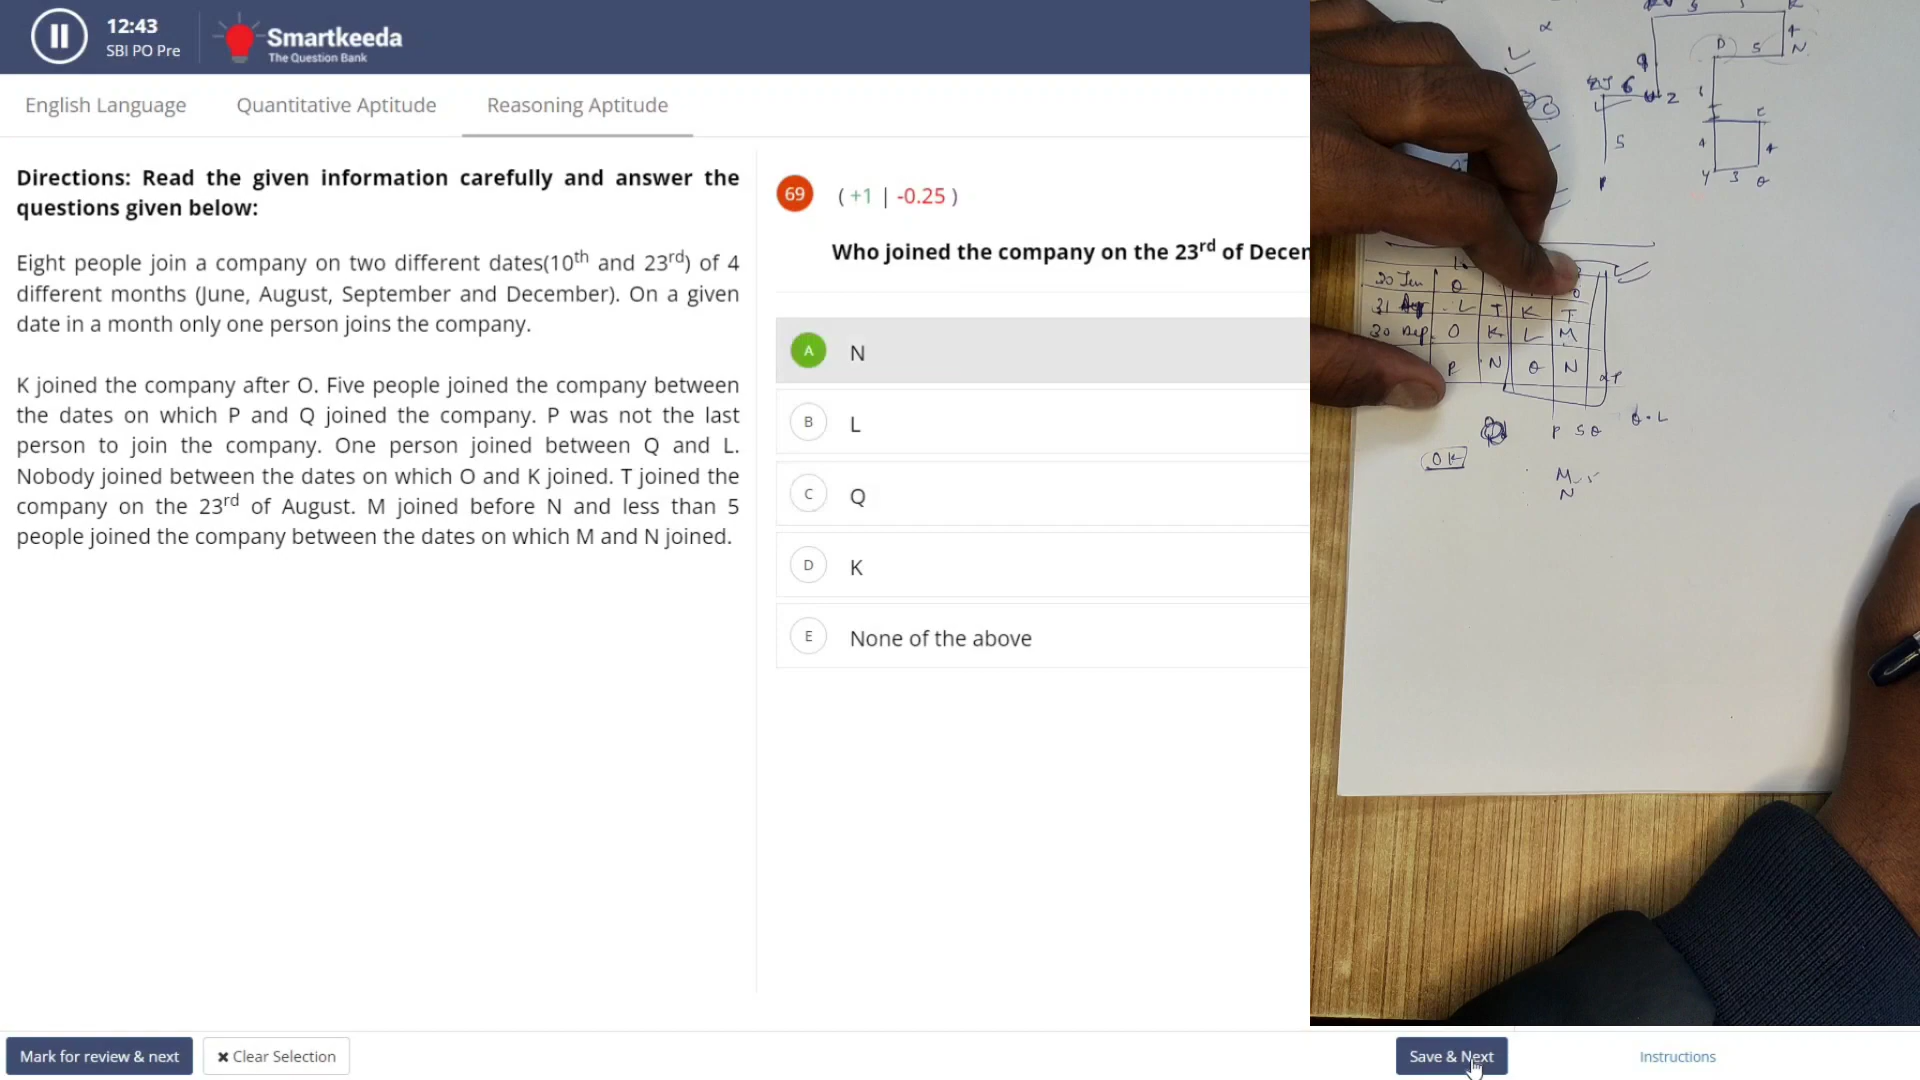 12:43
SBI PO Pre
Smartkeeda
The Question Bank
English Language
Quantitative Aptitude
Reasoning Aptitude
Directions: Read the given information carefully and answer the
questions given below:
Eight people join a company on two different dates(10th and 23rd) of 4
different months (June, August, September and December). On a given
date in a month only one person joins the company.
K joined the company after O. Five people joined the company between
the dates on which P and Q joined the company. P was not the last
person to join the company. One person joined between Q and L.
Nobody joined between the dates on which O and K joined. T joined the
company on the 23rd of August. M joined before N and less than 5
people joined the company between the dates on which M and N joined.
69
( +1 | -0.25 )
Who joined the company on the 23rd of Decem
A
N
B
L
C
Q
D
K
E
None of the above
Mark for review & next
✖ Clear Selection
Save & Next
Instructions
T K T
O K L M
P N Q N
OK
M
N